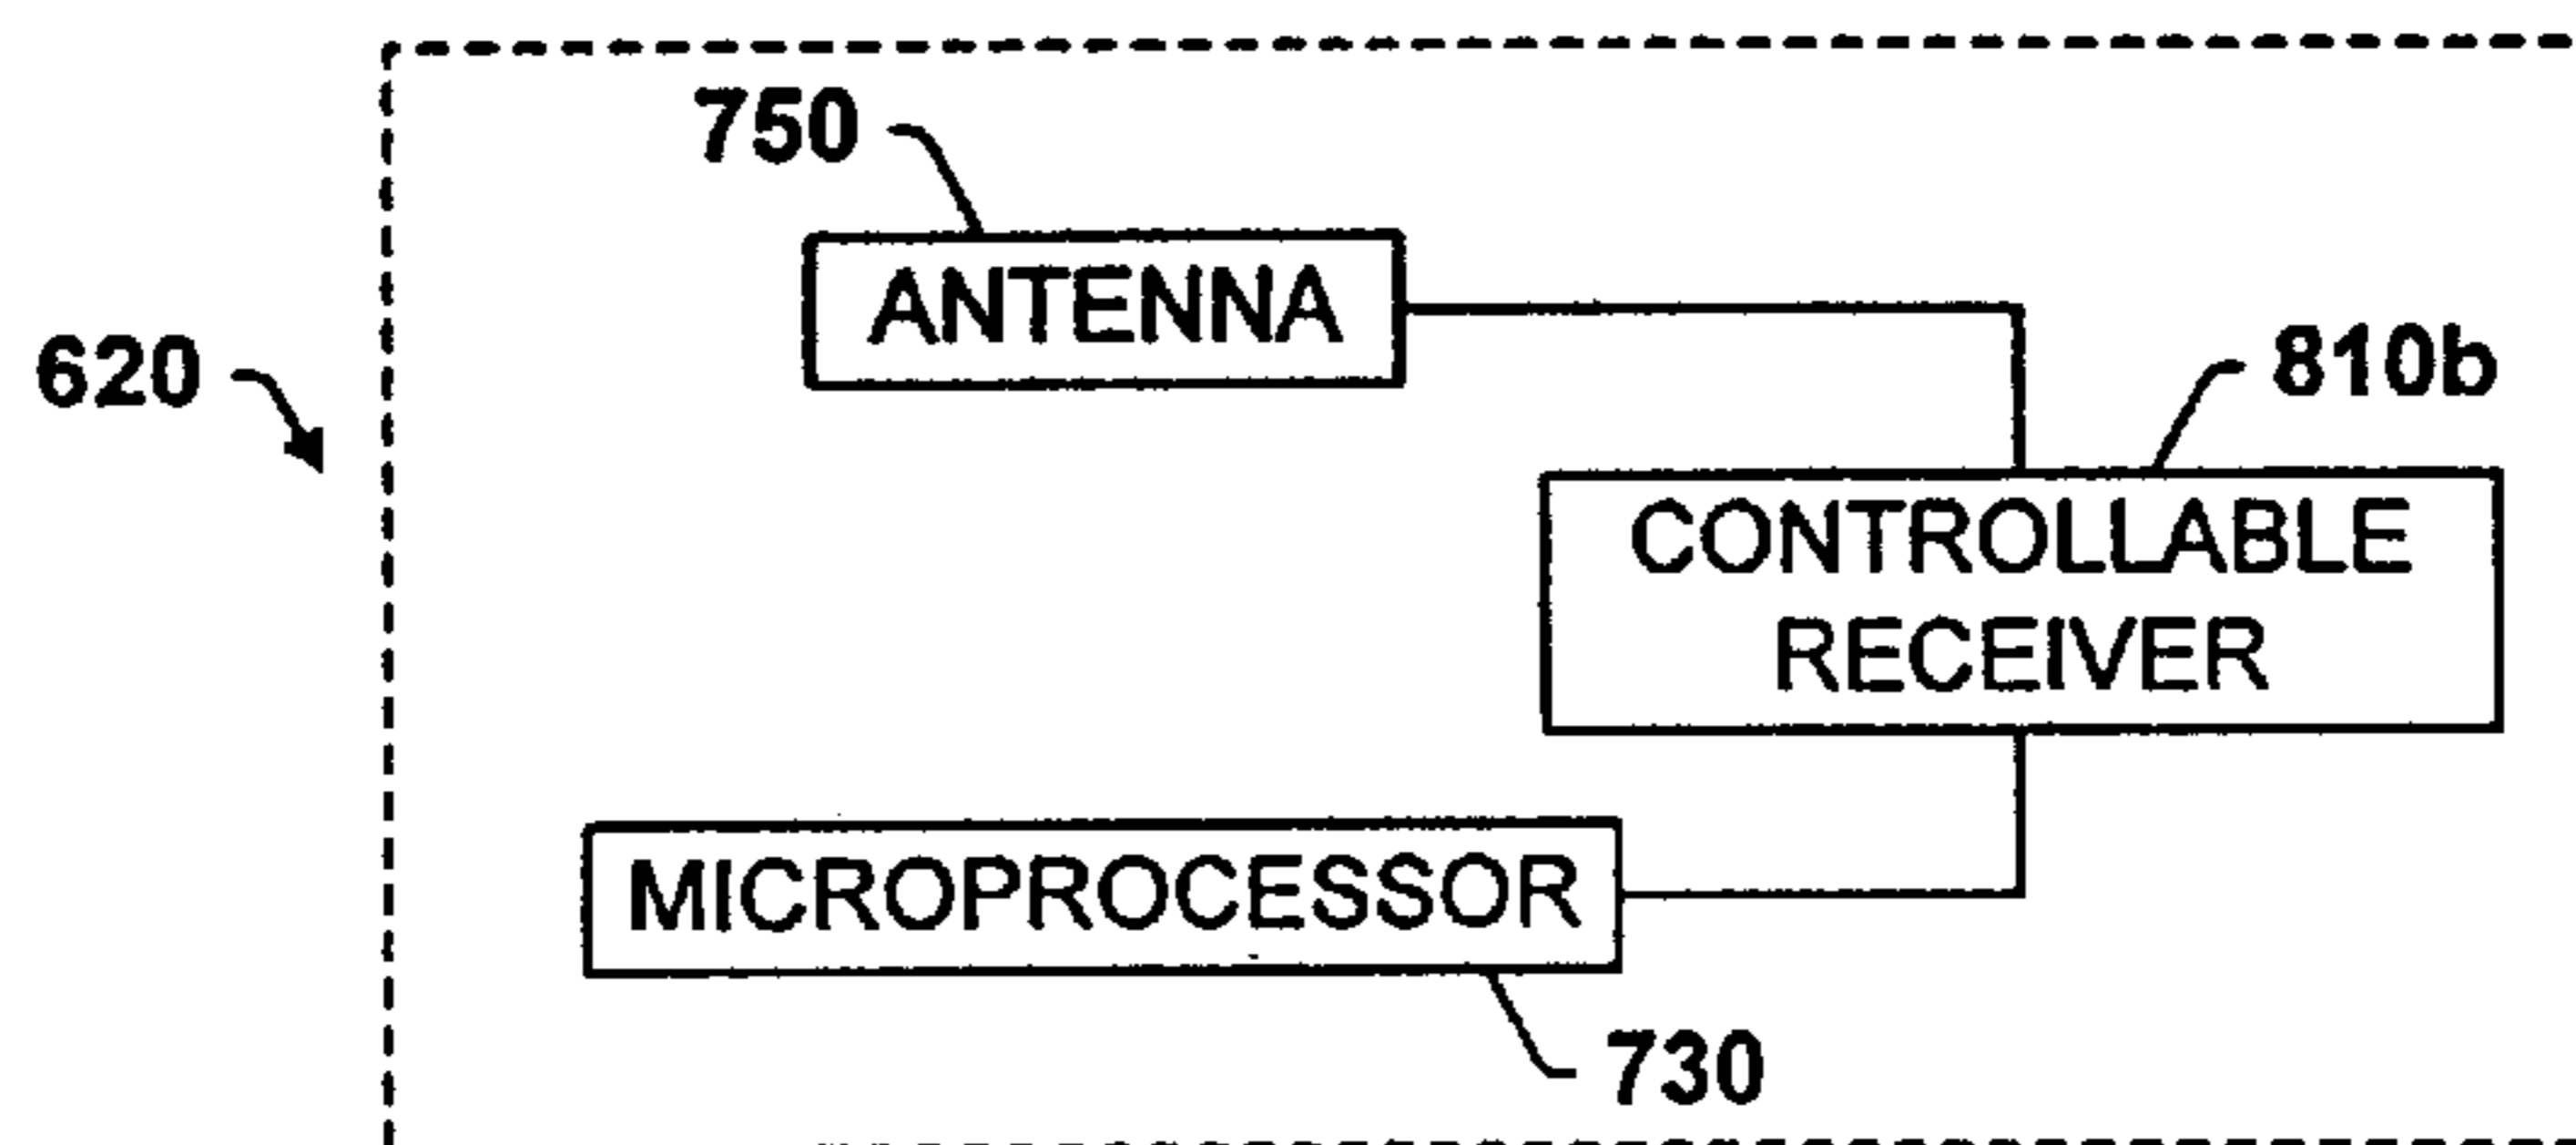 750
ANTENNA
620
810b
CONTROLLABLE
RECEIVER
MICROPROCESSOR
730